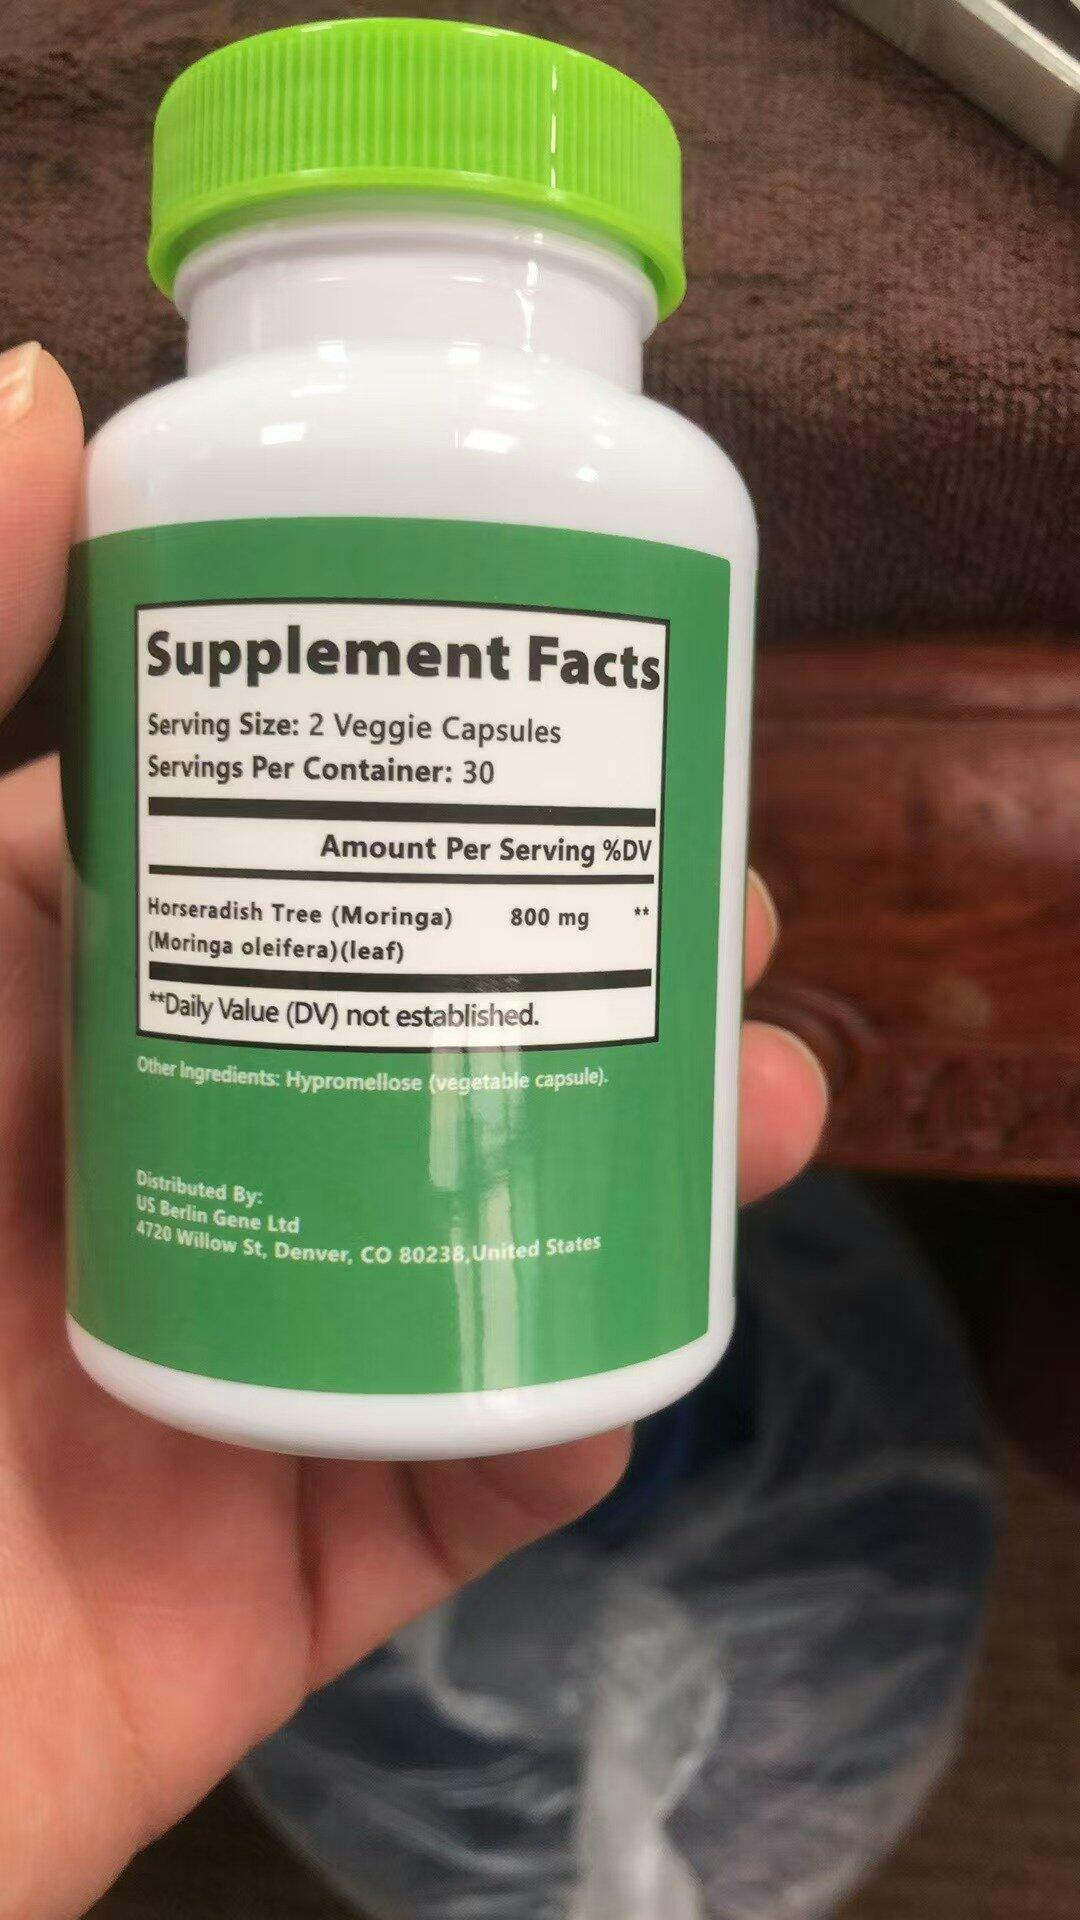 Supplement Facts
Serving Size: 2 Veggie Capsules
Servings Per Container: 30
Amount Per Serving %DV
Horseradish Tree (Moringa) 800 mg **
(Moringa oleifera)(leaf)
**Daily Value (DV) not established.
Other Ingredients: Hypromellose (vegetable capsule).
Distributed By:
US Berlin Gene Ltd
4720 Willow St, Denver, CO 80238,United States